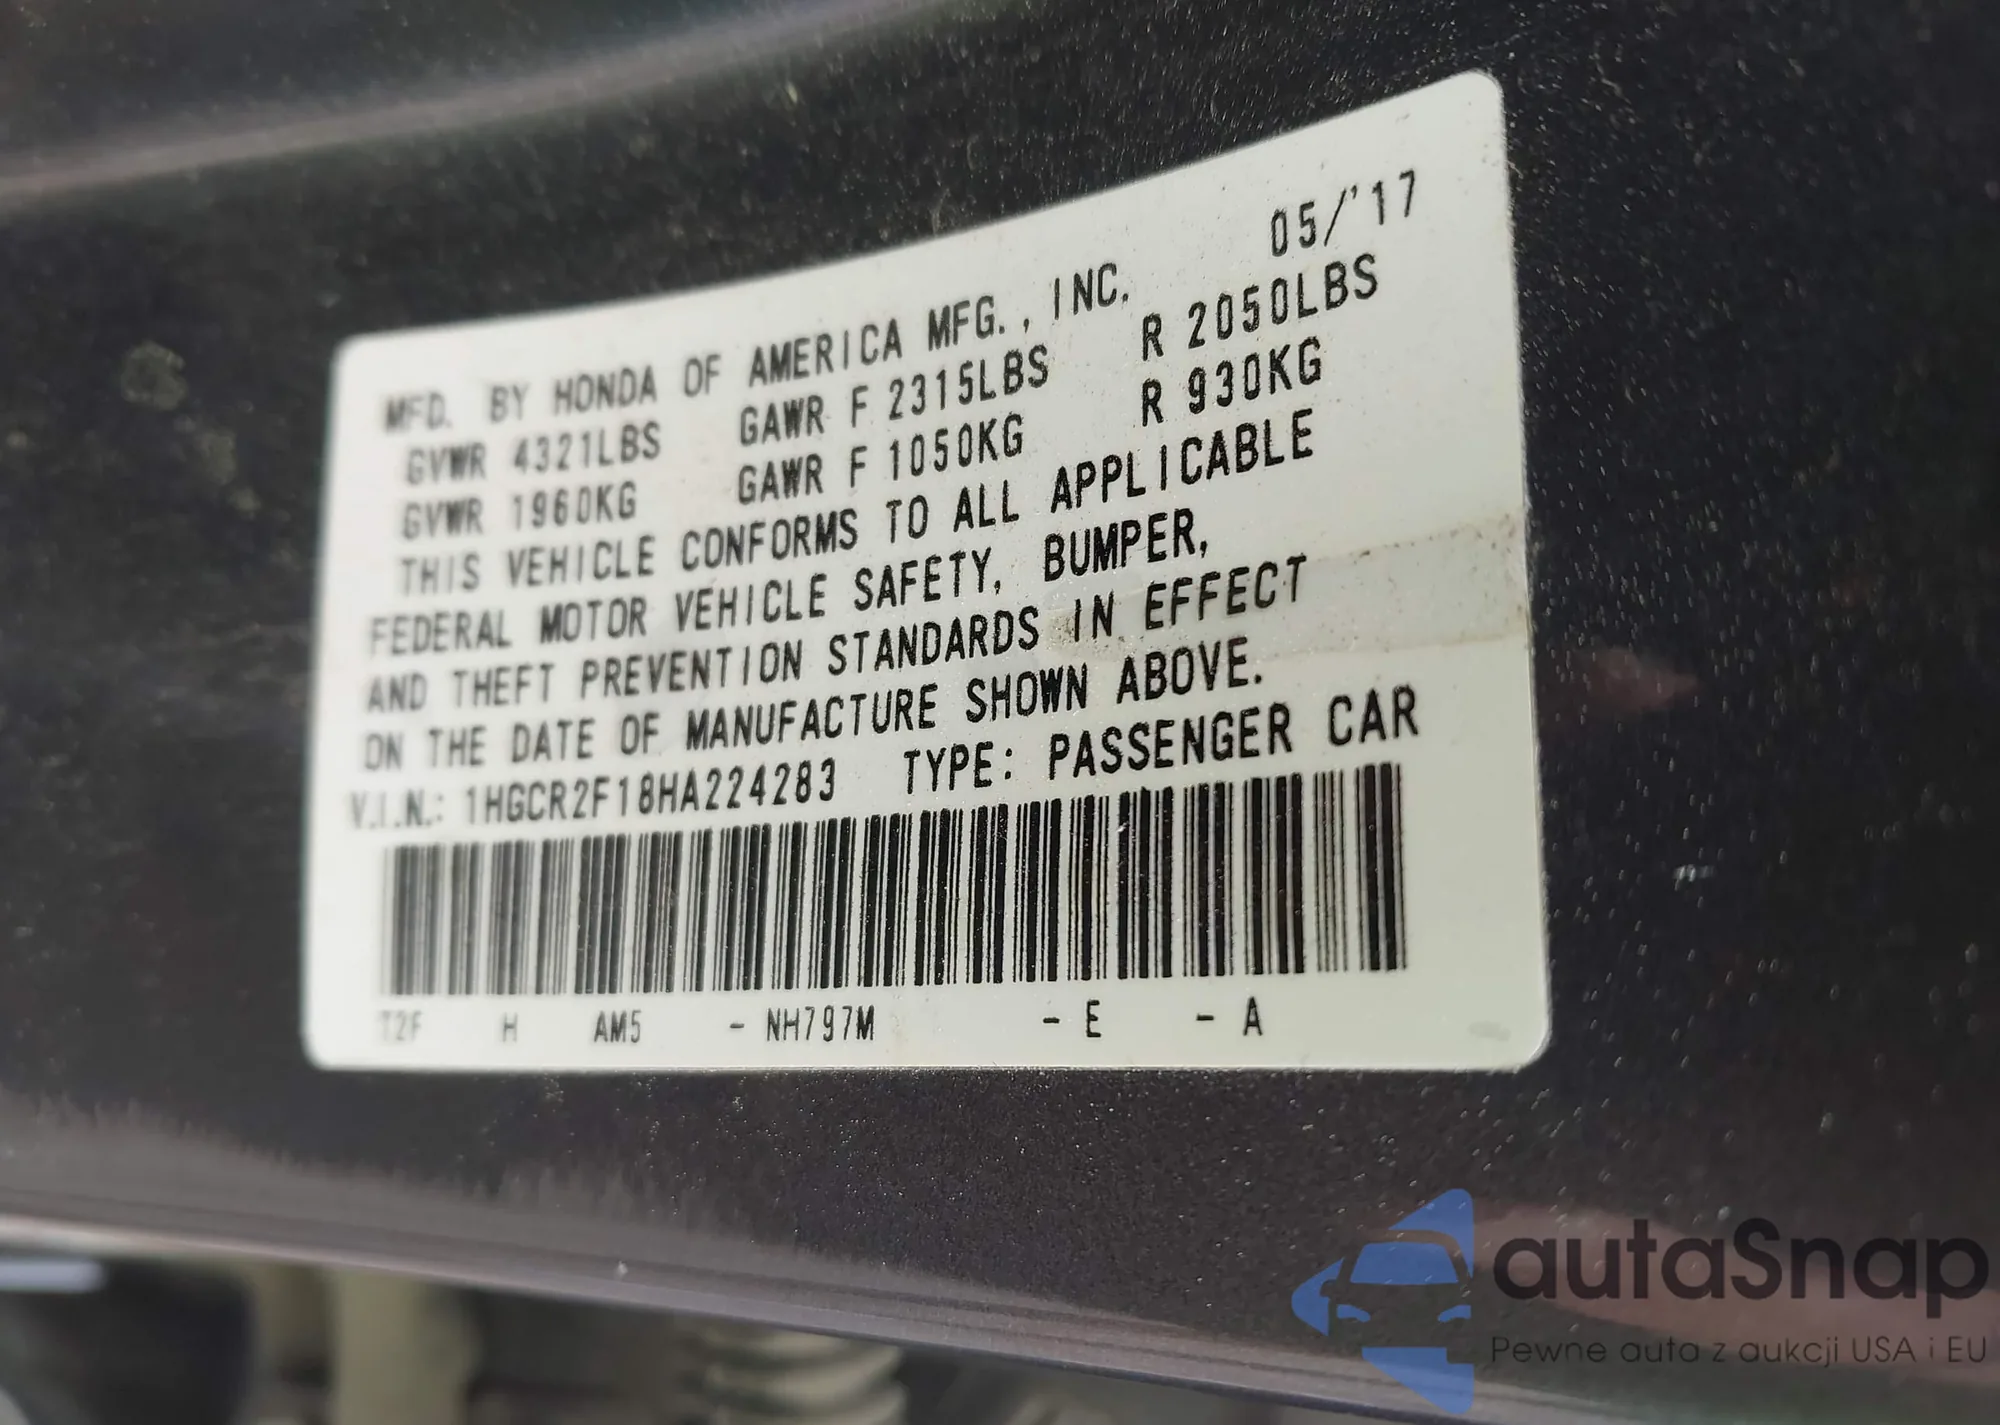 MFD. BY HONDA OF AMERICA MFG., INC. 05/'17
GVWR 4321LBS GAWR F 2315LBS R 2050LBS
GVWR 1960KG GAWR F 1050KG R 930KG
THIS VEHICLE CONFORMS TO ALL APPLICABLE
FEDERAL MOTOR VEHICLE SAFETY, BUMPER,
AND THEFT PREVENTION STANDARDS IN EFFECT
ON THE DATE OF MANUFACTURE SHOWN ABOVE.
V.I.N.: 1HGCR2F18HA224283 TYPE: PASSENGER CAR
T2F H AM5 - NH797M - E - A
autaSnap
Pewne auta z aukcji USA i EU